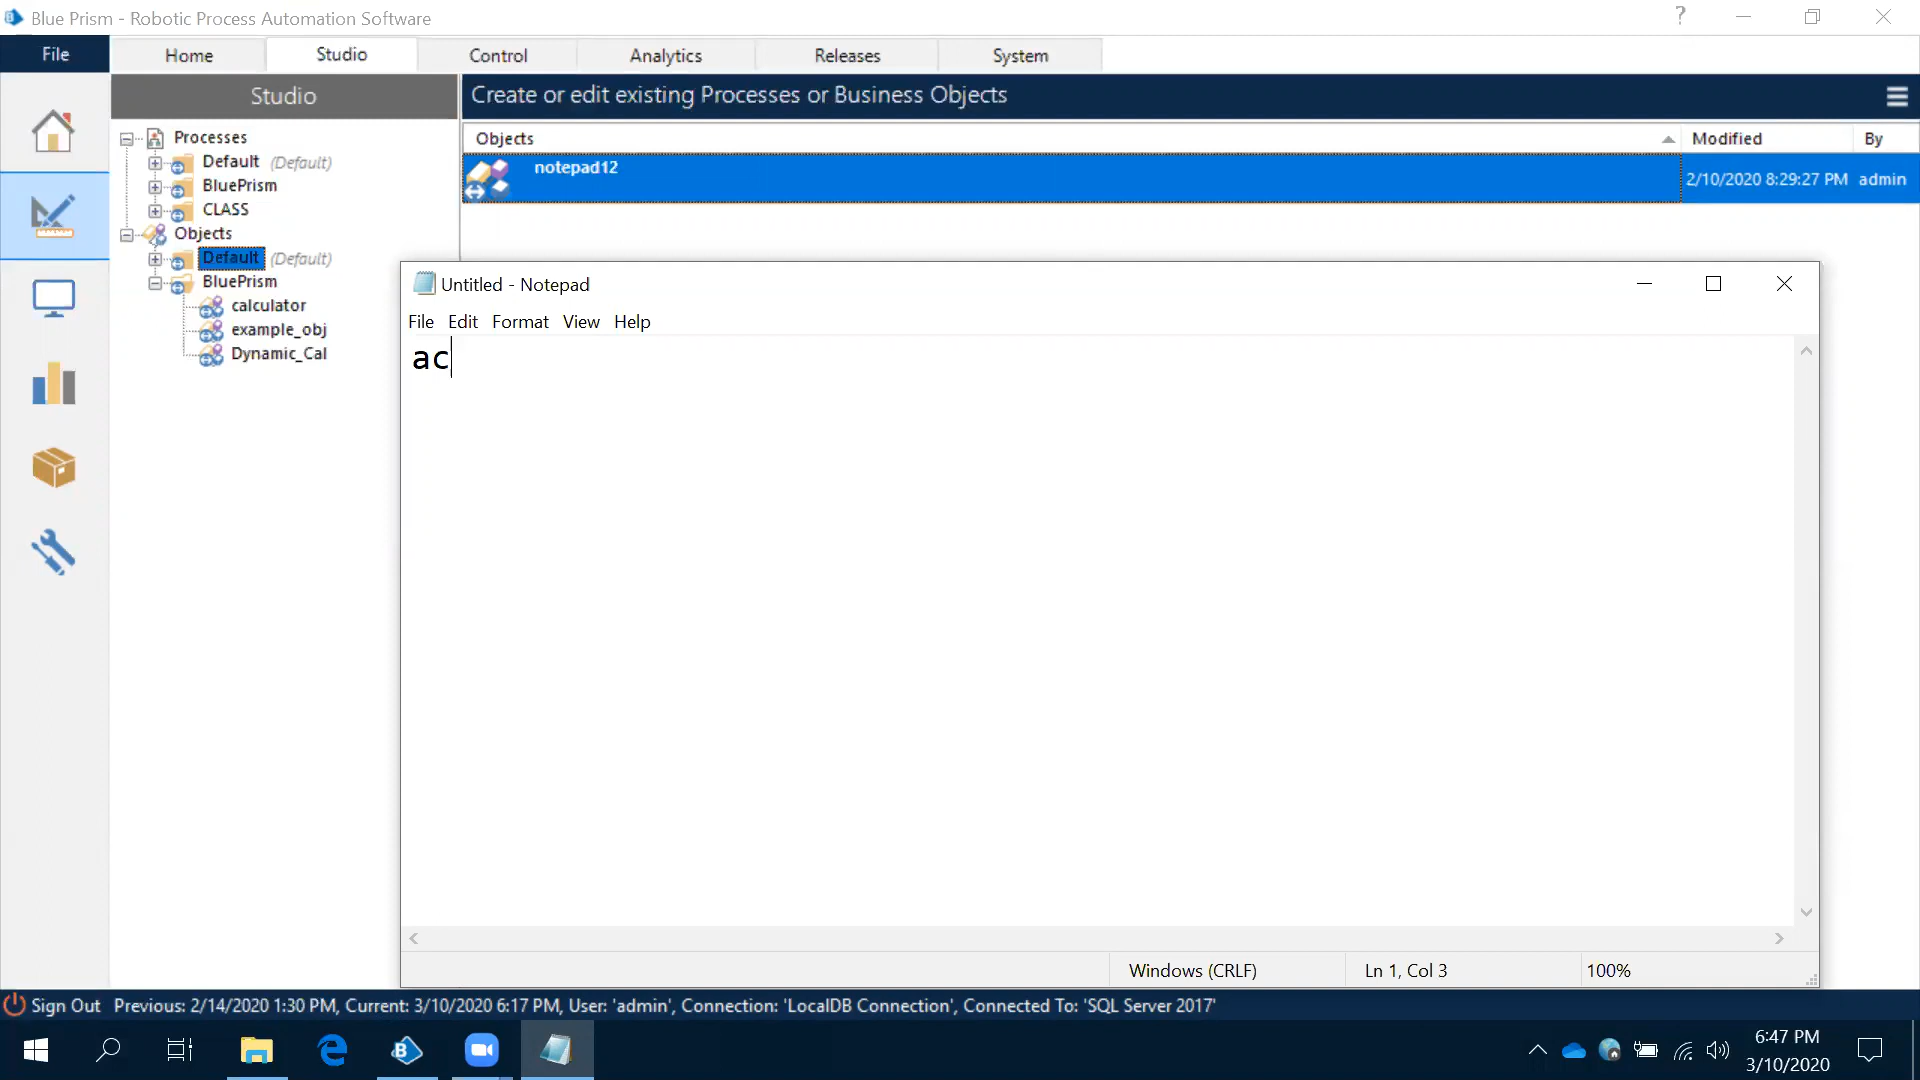 Blue Prism - Robotic Process Automation Software
File Home Studio Control Analytics Releases System
Studio
Create or edit existing Processes or Business Objects
Processes
Default (Default)
BluePrism
CLASS
Objects
Default (Default)
BluePrism
calculator
example_obj
Dynamic_Cal
Objects Modified By
notepad12 2/10/2020 8:29:27 PM admin
Untitled - Notepad
File Edit Format View Help
ac
Windows (CRLF) Ln 1, Col 3 100%
Sign Out Previous: 2/14/2020 1:30 PM, Current: 3/10/2020 6:17 PM, User: 'admin', Connection: 'LocalDB Connection', Connected To: 'SQL Server 2017'
6:47 PM
3/10/2020